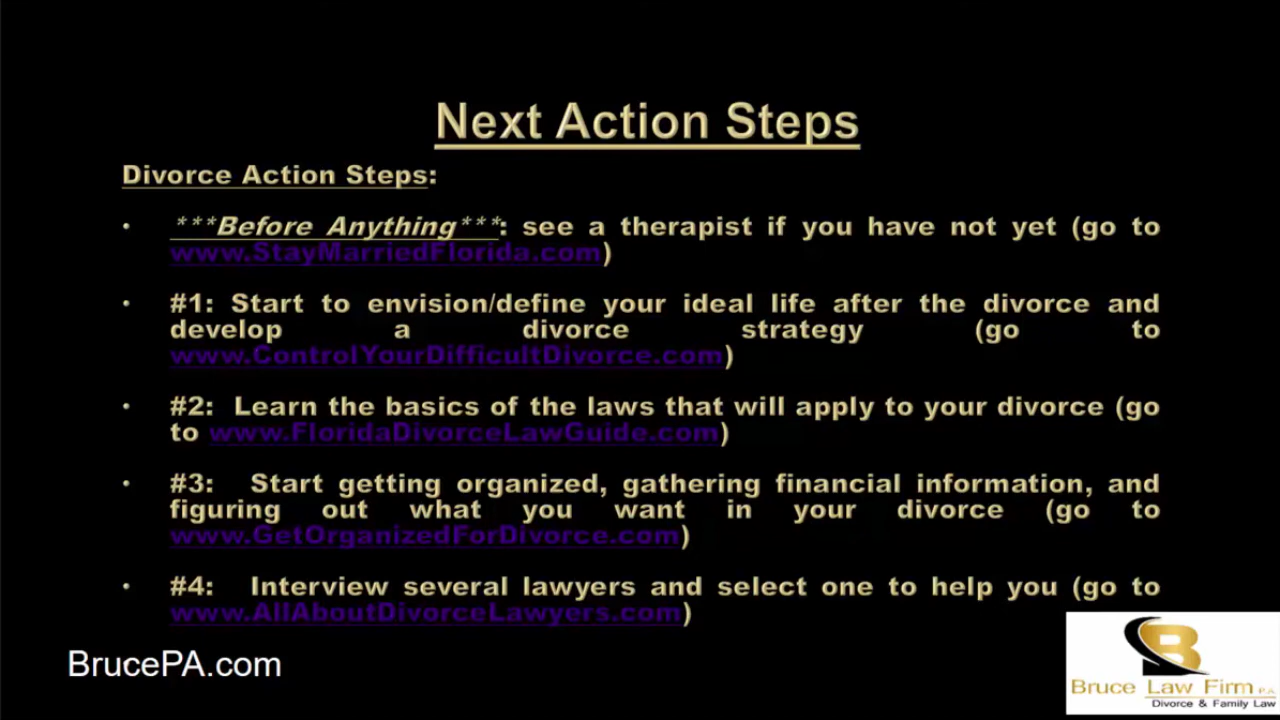 Next Action Steps
Divorce Action Steps:
• ***Before Anything***: see a therapist if you have not yet (go to
www.StayMarriedFlorida.com)
• #1: Start to envision/define your ideal life after the divorce and
develop a divorce strategy (go to
www.ControlYourDifficultDivorce.com)
• #2: Learn the basics of the laws that will apply to your divorce (go
to www.FloridaDivorceLawGuide.com)
• #3: Start getting organized, gathering financial information, and
figuring out what you want in your divorce (go to
www.GetOrganizedForDivorce.com)
• #4: Interview several lawyers and select one to help you (go to
www.AllAboutDivorceLawyers.com)
BrucePA.com
B
Bruce Law Firm P.A.
Divorce & Family Law